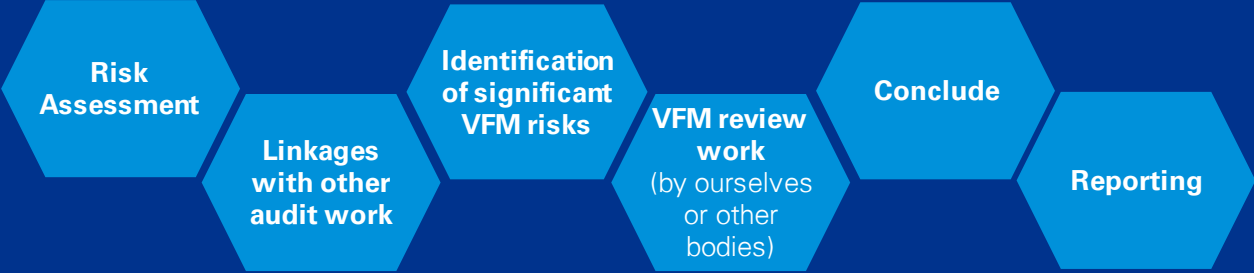 Risk
Assessment
Linkages
with other
audit work
Identification
of significant
VFM risks
VFM review
work
(by ourselves
or other
bodies)
Conclude
Reporting